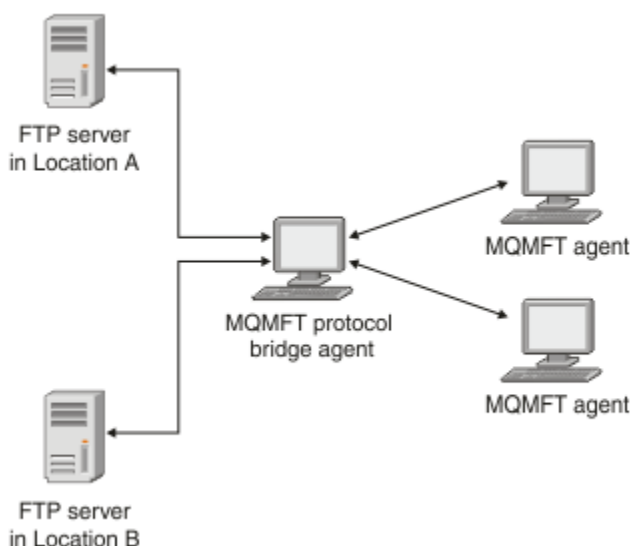 FTP server
in Location A
MQMFT agent
MQMFT protocol
bridge agent
MQMFT agent
FTP server
in Location B